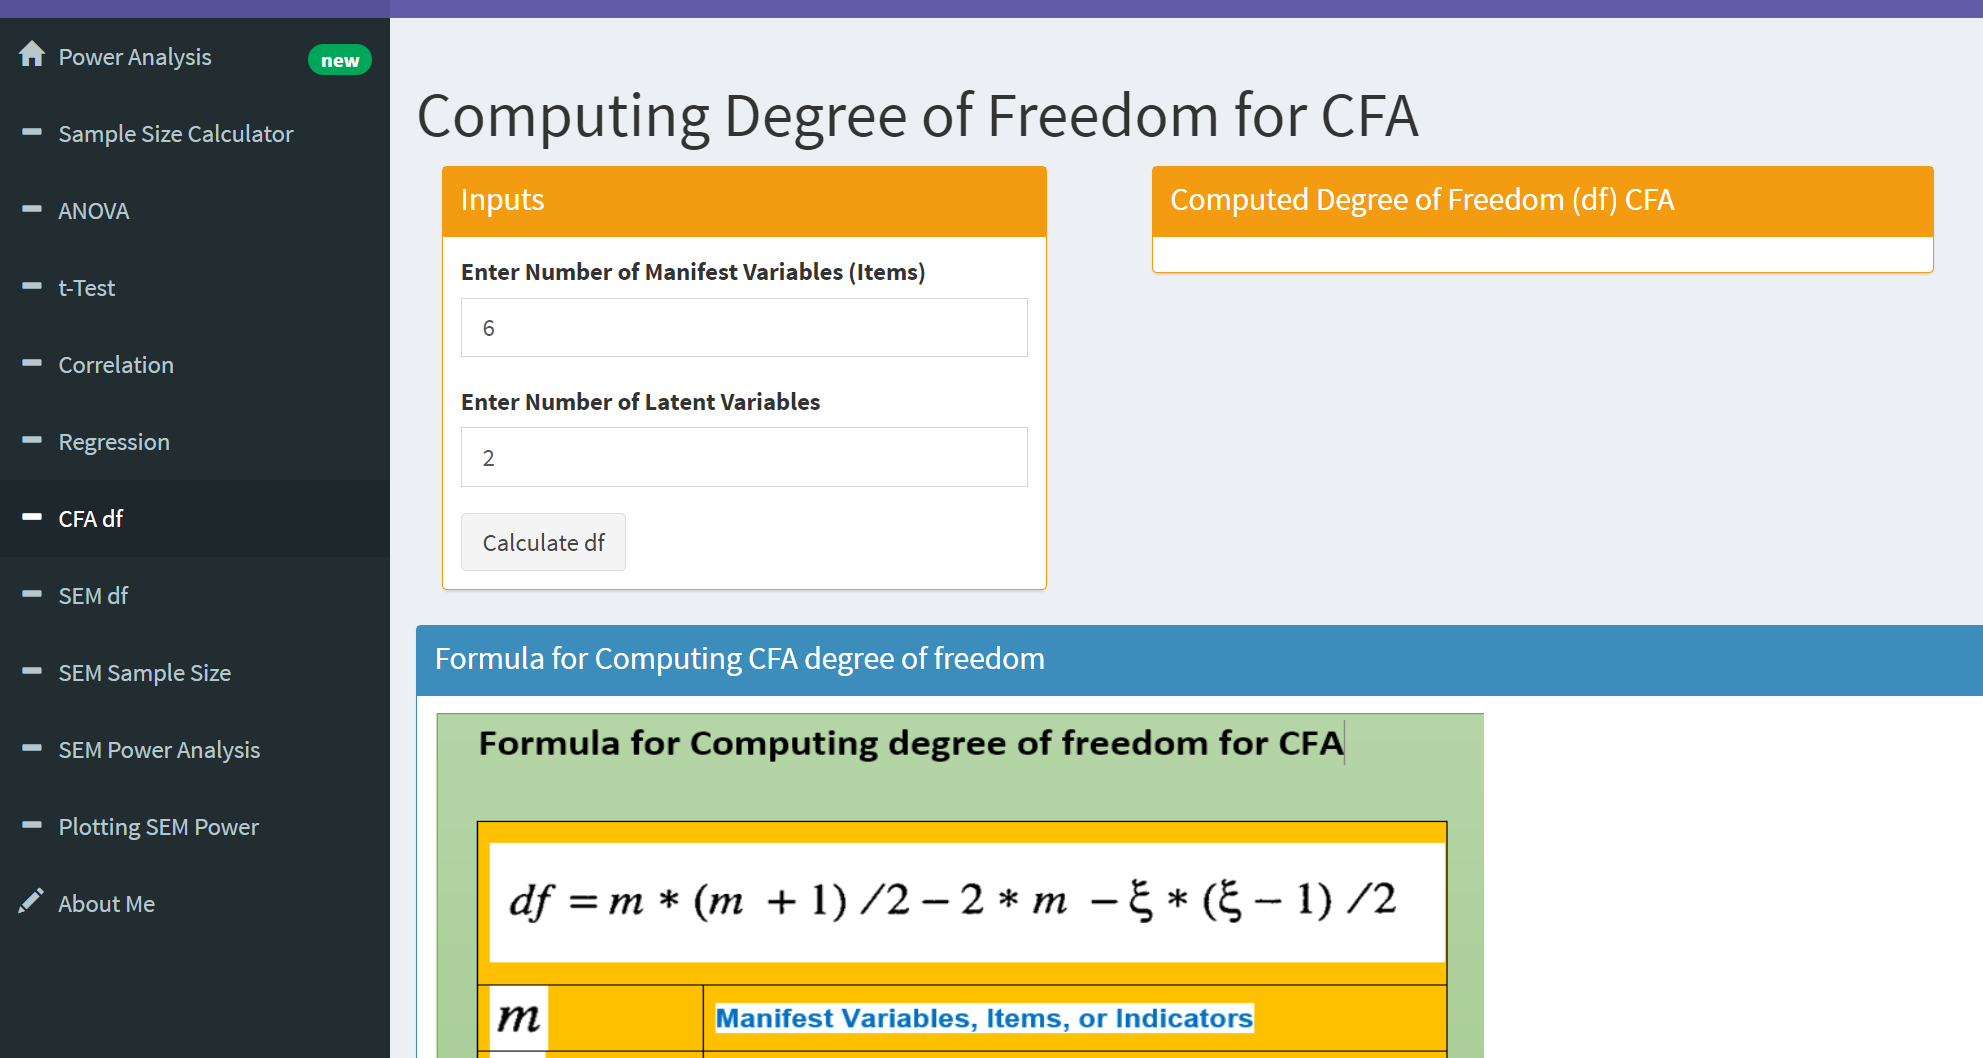 Power Analysis
new
Sample Size Calculator
ANOVA
t-Test
Correlation
Regression
CFA df
SEM df
SEM Sample Size
SEM Power Analysis
Plotting SEM Power
About Me
Computing Degree of Freedom for CFA
Inputs
Enter Number of Manifest Variables (Items)
6
Enter Number of Latent Variables
2
Calculate df
Computed Degree of Freedom (df) CFA
Formula for Computing CFA degree of freedom
Formula for Computing degree of freedom for CFA
df = m * (m + 1) /2 – 2 * m – ξ * (ξ – 1) /2
m
Manifest Variables, Items, or Indicators